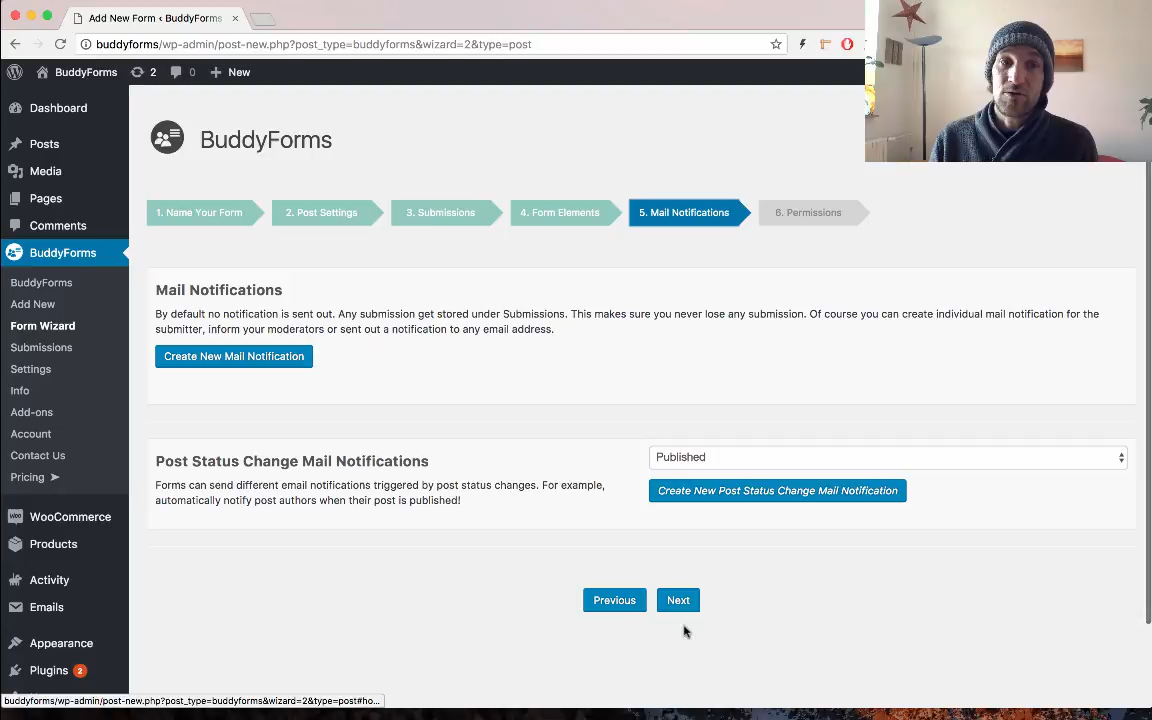 Add New Form ‹ BuddyForms
buddyforms/wp-admin/post-new.php?post_type=buddyforms&wizard=2&type=post
BuddyForms
2
0
New
Dashboard
Posts
Media
Pages
Comments
BuddyForms
BuddyForms
Add New
Form Wizard
Submissions
Settings
Info
Add-ons
Account
Contact Us
Pricing ➤
WooCommerce
Products
Activity
Emails
Appearance
Plugins 2
BuddyForms
1. Name Your Form
2. Post Settings
3. Submissions
4. Form Elements
5. Mail Notifications
6. Permissions
Mail Notifications
By default no notification is sent out. Any submission get stored under Submissions. This makes sure you never lose any submission. Of course you can create individual mail notification for the
submitter, inform your moderators or sent out a notification to any email address.
Create New Mail Notification
Post Status Change Mail Notifications
Forms can send different email notifications triggered by post status changes. For example,
automatically notify post authors when their post is published!
Published
Create New Post Status Change Mail Notification
Previous
Next
buddyforms/wp-admin/post-new.php?post_type=buddyforms&wizard=2&type=post#ho...